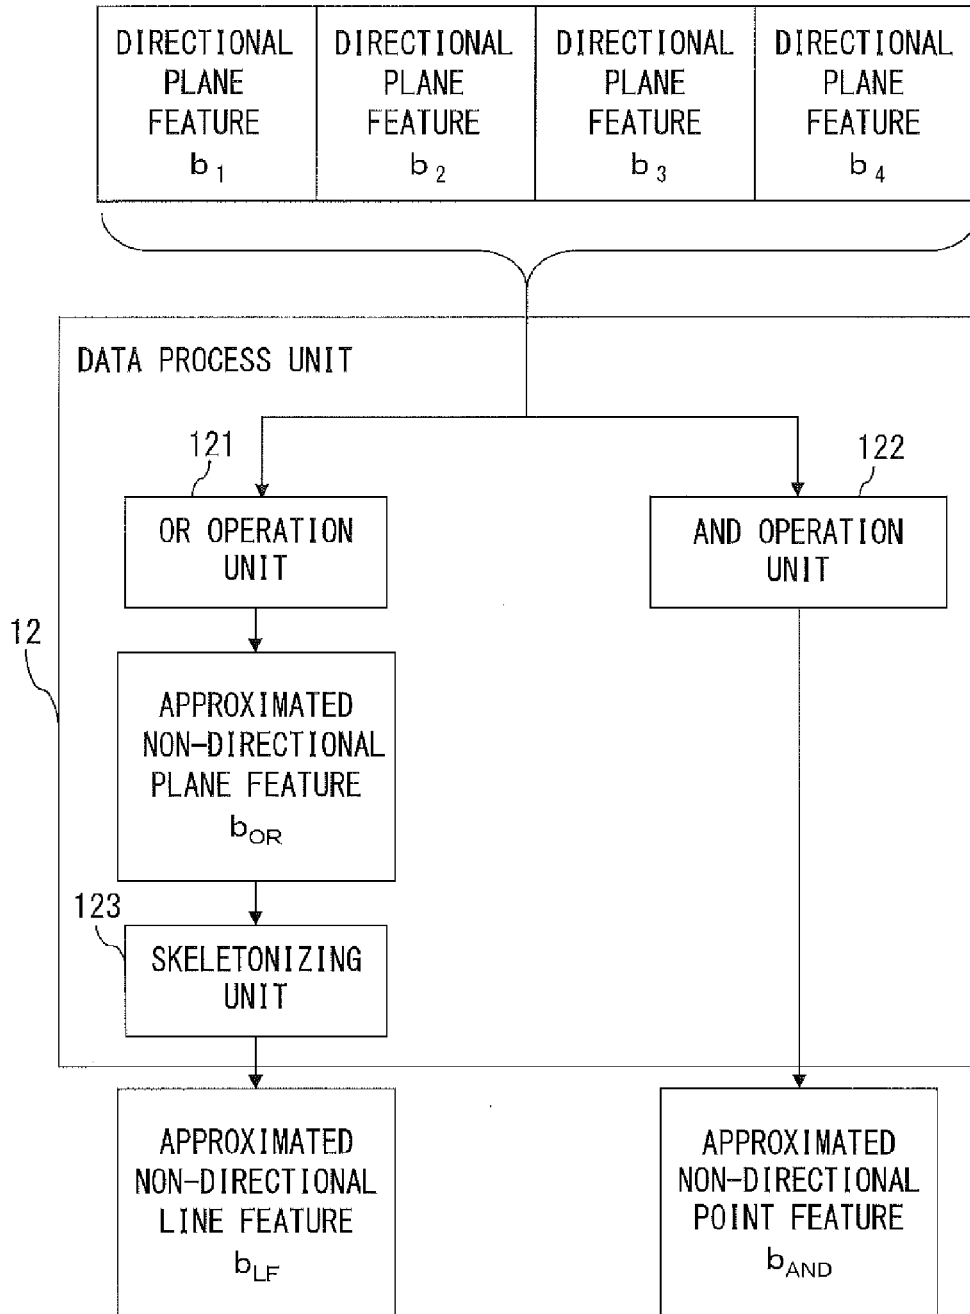 DIRECTIONAL
PLANE
FEATURE
b1
DIRECTIONAL
PLANE
FEATURE
b2
DIRECTIONAL
PLANE
FEATURE
b3
DIRECTIONAL
PLANE
FEATURE
b4
DATA PROCESS UNIT
121
122
OR OPERATION
UNIT
AND OPERATION
UNIT
12
APPROXIMATED
NON-DIRECTIONAL
PLANE FEATURE
bOR
123
SKELETONIZING
UNIT
APPROXIMATED
NON-DIRECTIONAL
LINE FEATURE
bLF
APPROXIMATED
NON-DIRECTIONAL
POINT FEATURE
bAND